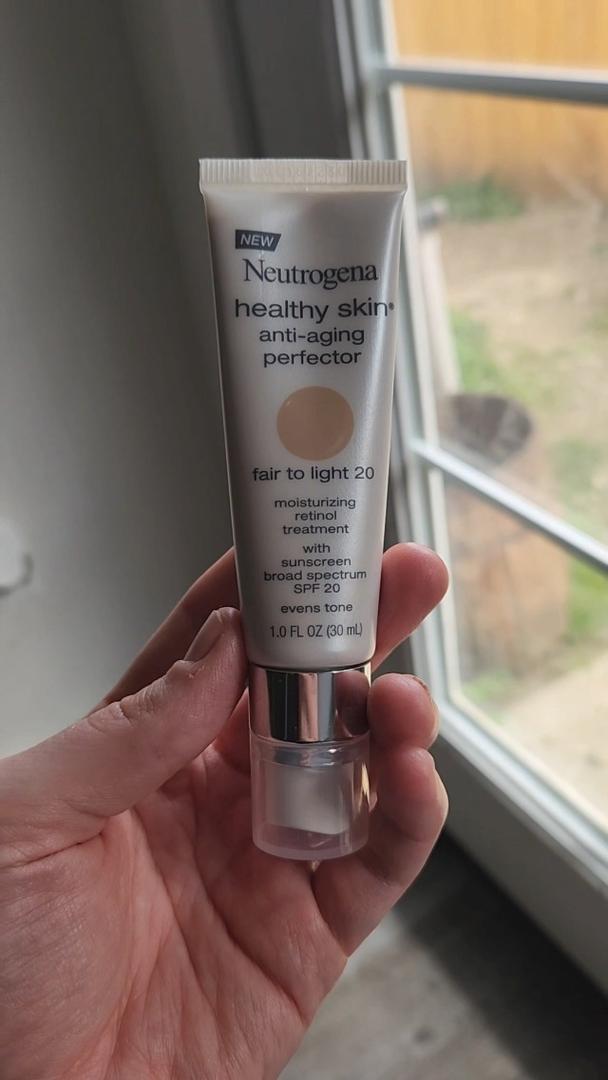 NEW
Neutrogena
healthy skin®
anti-aging
perfector
fair to light 20
moisturizing
retinol
treatment
with
sunscreen
broad spectrum
SPF 20
evens tone
1.0 FL OZ (30 mL)